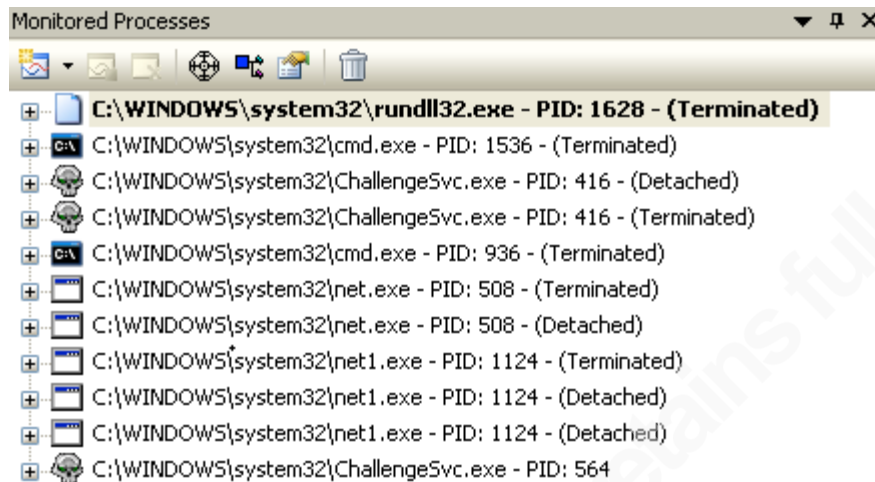 Monitored Processes
C:\WINDOWS\system32\rundll32.exe - PID: 1628 - (Terminated)
C:\WINDOWS\system32\cmd.exe - PID: 1536 - (Terminated)
C:\WINDOWS\system32\ChallengeSvc.exe - PID: 416 - (Detached)
C:\WINDOWS\system32\ChallengeSvc.exe - PID: 416 - (Terminated)
C:\WINDOWS\system32\cmd.exe - PID: 936 - (Terminated)
C:\WINDOWS\system32\net.exe - PID: 508 - (Terminated)
C:\WINDOWS\system32\net.exe - PID: 508 - (Detached)
C:\WINDOWS\system32\net1.exe - PID: 1124 - (Terminated)
C:\WINDOWS\system32\net1.exe - PID: 1124 - (Detached)
C:\WINDOWS\system32\net1.exe - PID: 1124 - (Detached)
C:\WINDOWS\system32\ChallengeSvc.exe - PID: 564